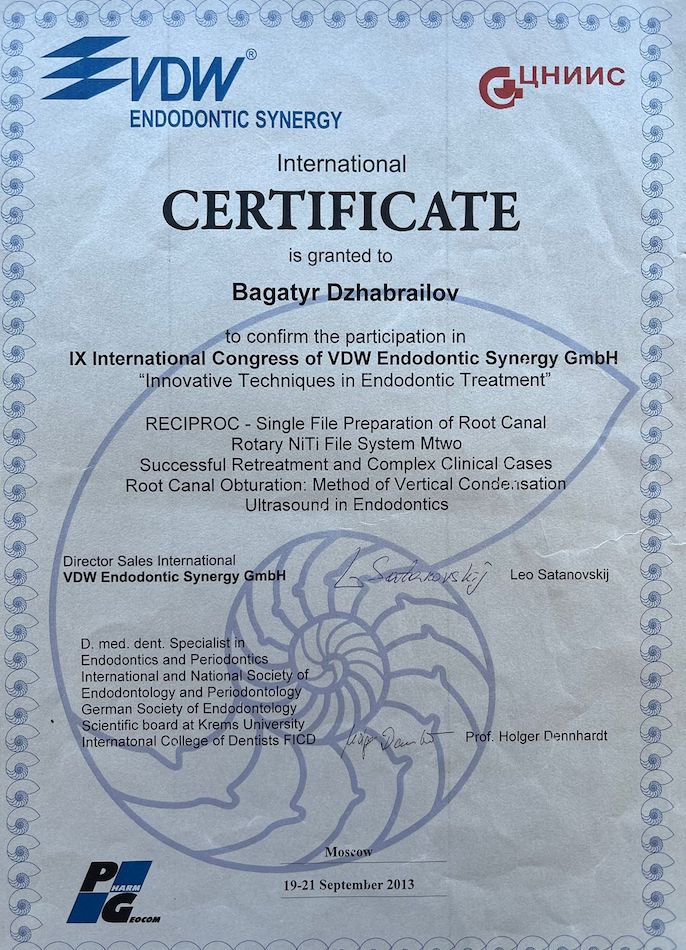 VDW®
ENDODONTIC SYNERGY
ЦНИИС
International
CERTIFICATE
is granted to
Bagatyr Dzhabrailov
to confirm the participation in
IX International Congress of VDW Endodontic Synergy GmbH
“Innovative Techniques in Endodontic Treatment”
RECIPROC - Single File Preparation of Root Canal
Rotary NiTi File System Mtwo
Successful Retreatment and Complex Clinical Cases
Root Canal Obturation: Method of Vertical Condensation
Ultrasound in Endodontics
Director Sales International
VDW Endodontic Synergy GmbH
L Satanovskij
Leo Satanovskij
D. med. dent. Specialist in
Endodontics and Periodontics
International and National Society of
Endodontology and Periodontology
German Society of Endodontology
Scientific board at Krems University
Internatonal College of Dentists FICD
Prof. Holger Dennhardt
Moscow
19-21 September 2013
PHARM
GEOCOM